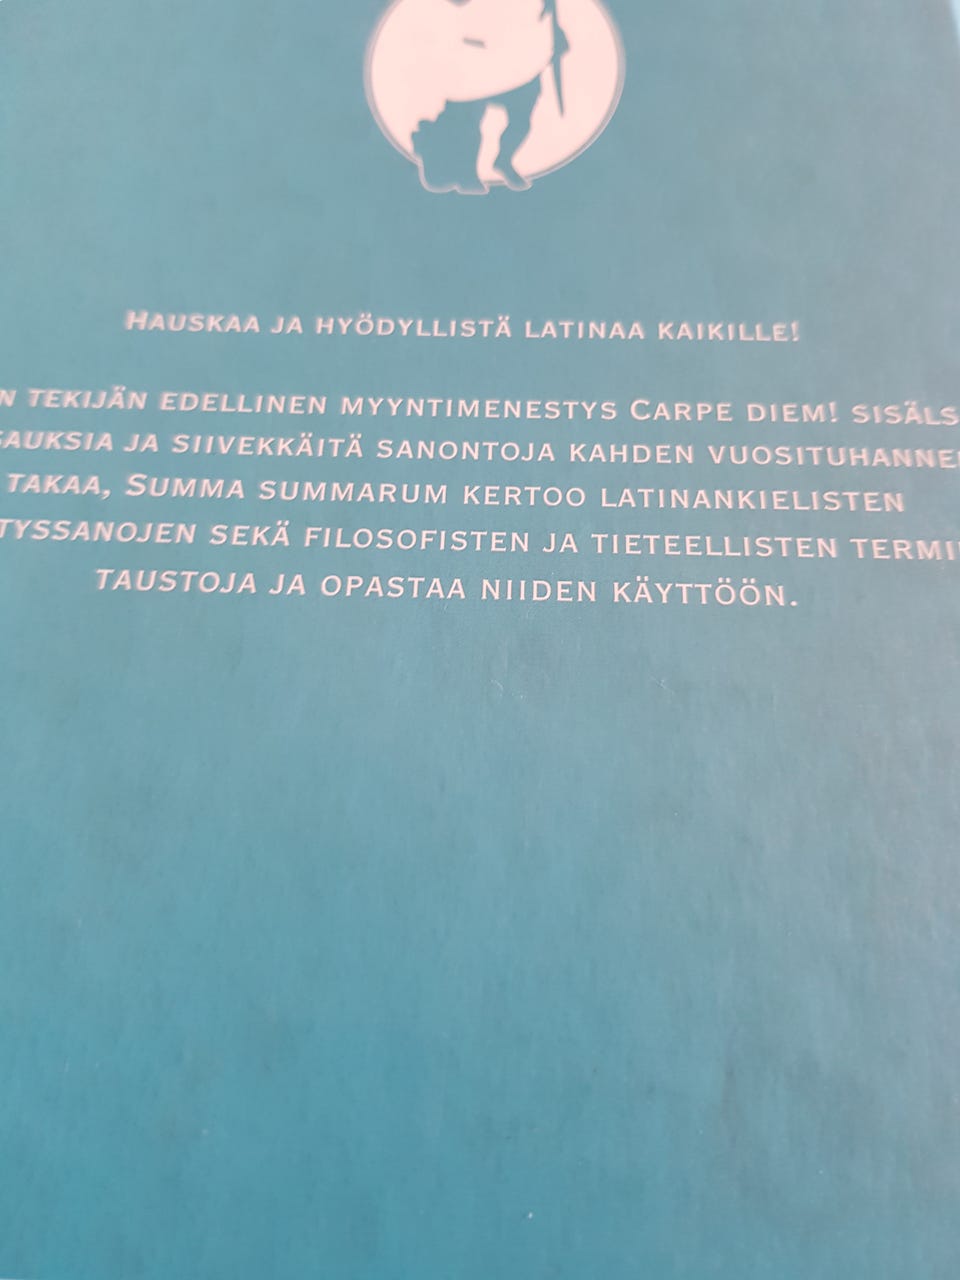 Hauskaa ja hyödyllistä latinaa kaikille!
tekijän edellinen myyntimenestys Carpe diem!
ja siivekkäitä sanontoja kahden
takaa, Summa summarum kertoo latinankielisten
sekä filosofisten ja tieteellisten
taustoja ja opastaa niiden käyttöön.